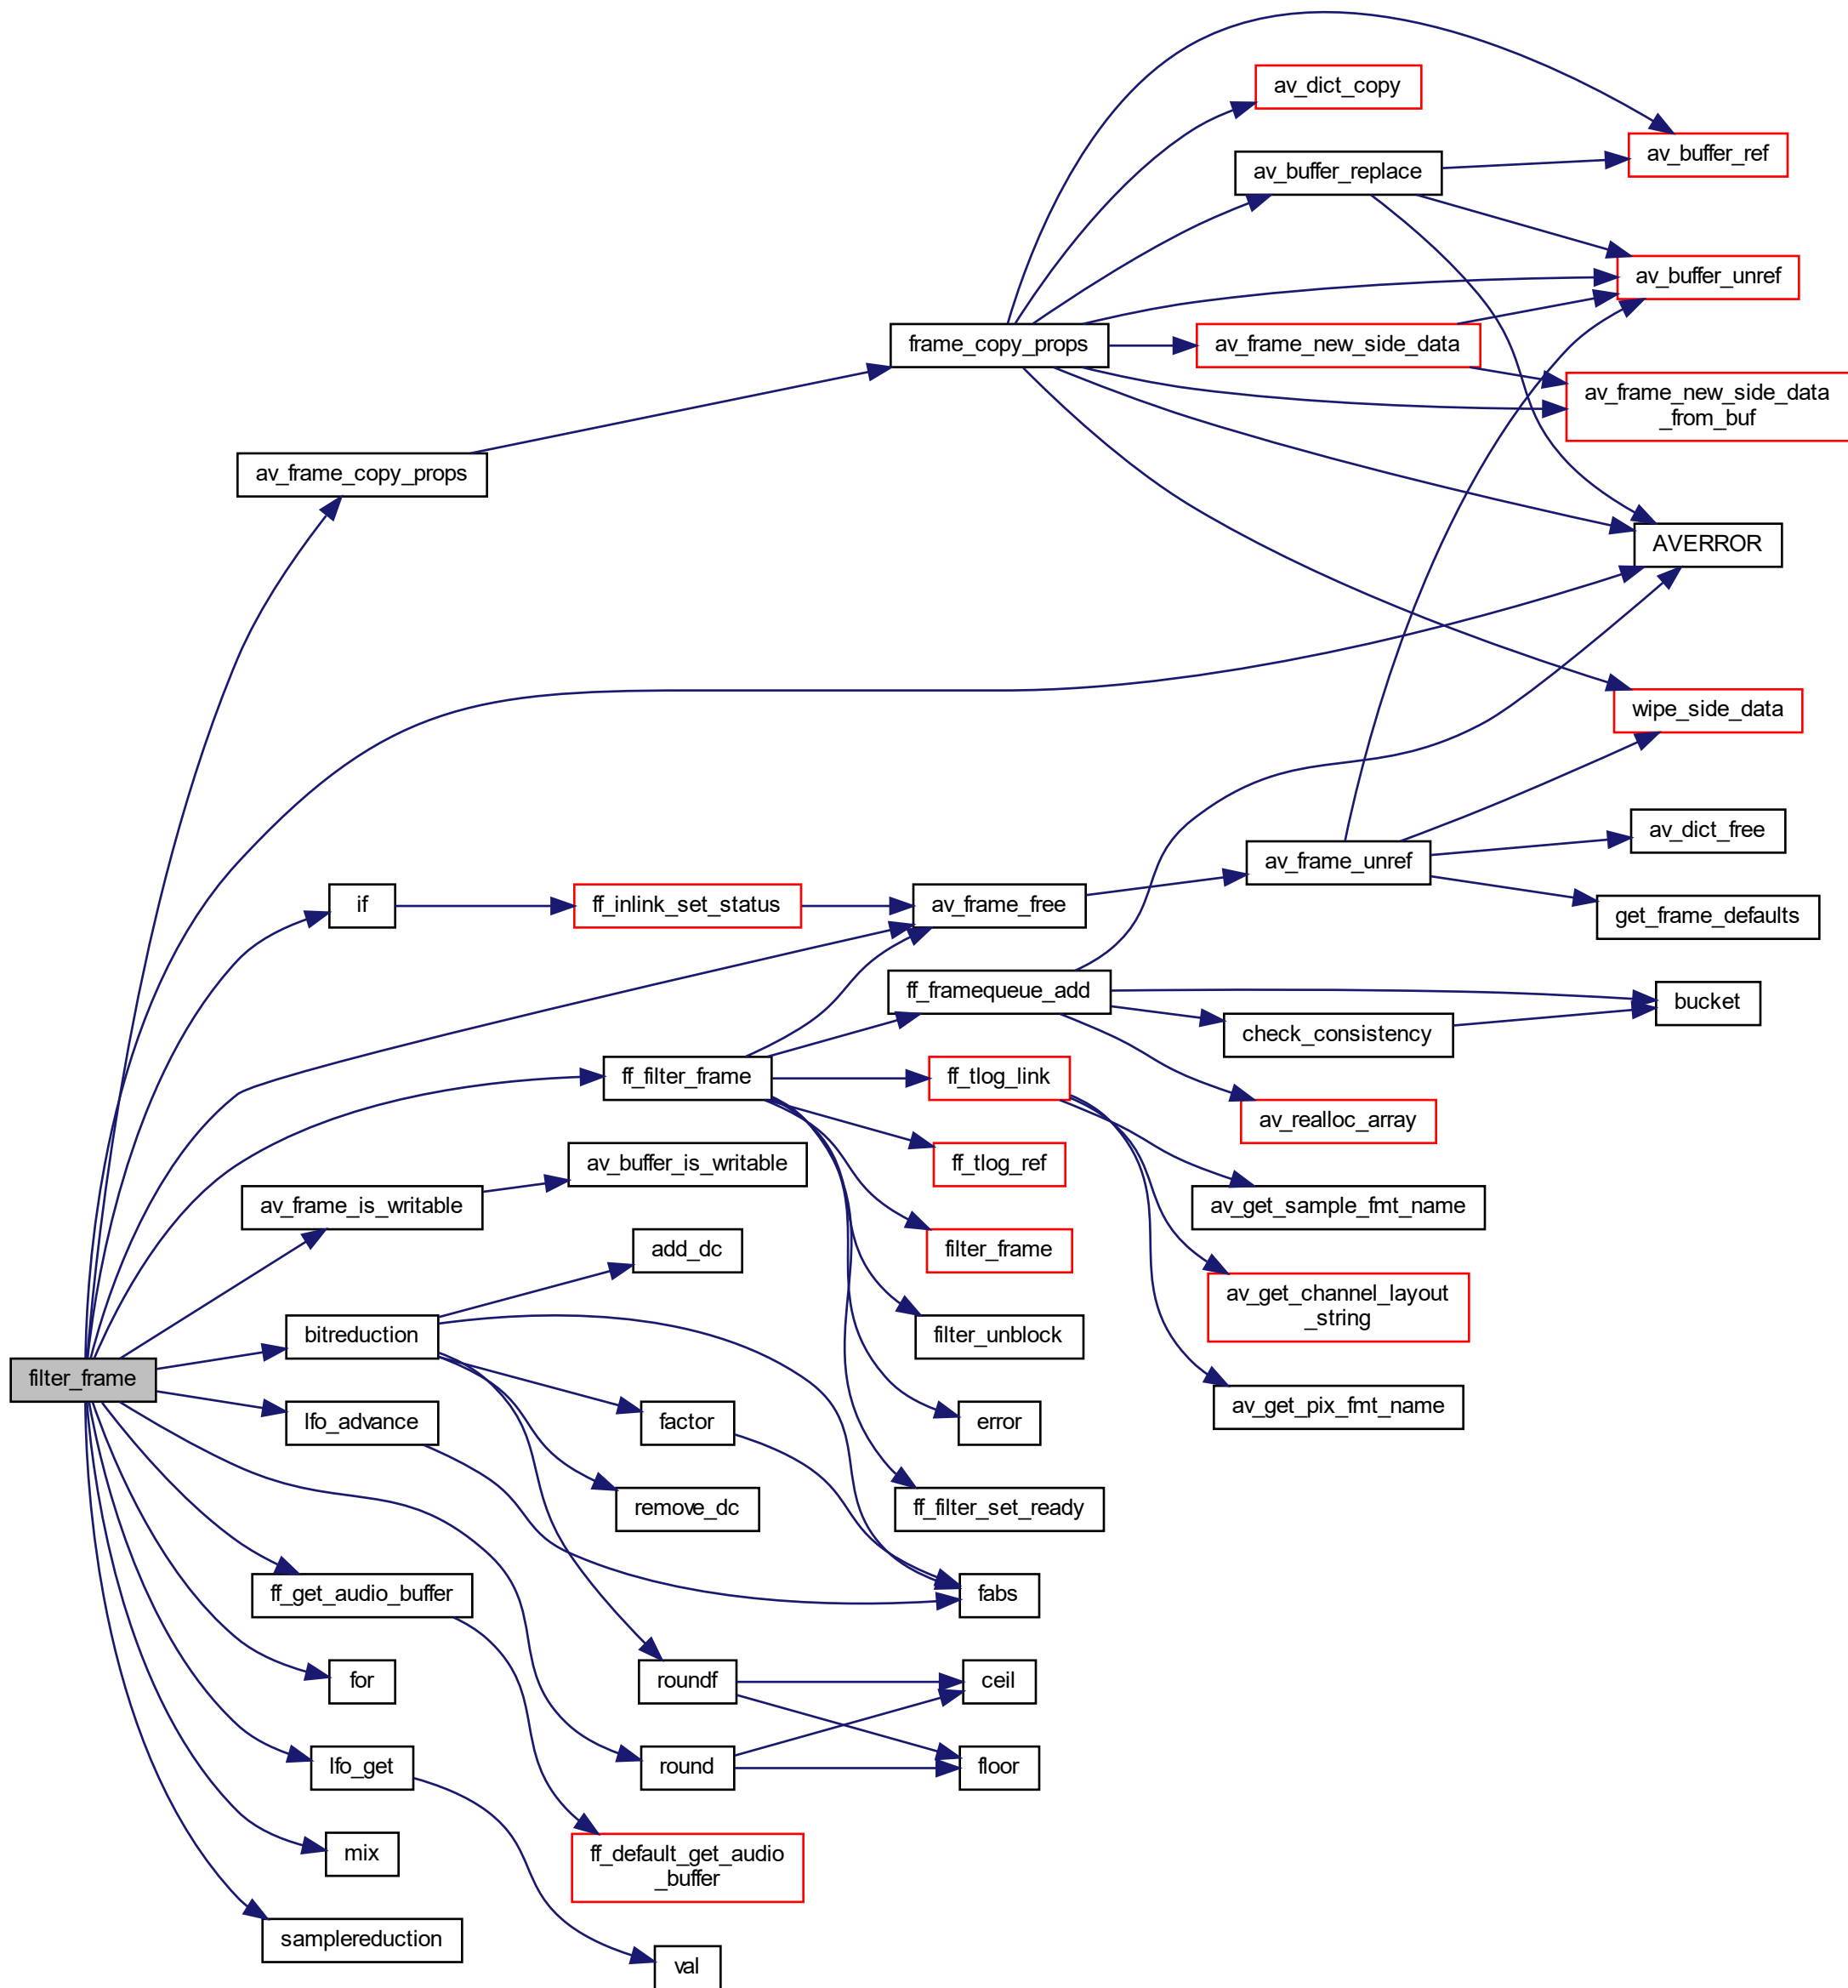 av_dict_copy
av_buffer_ref
av_buffer_replace
av_buffer_unref
frame_copy_props
av_frame_new_side_data
av_frame_new_side_data
_from_buf
av_frame_copy_props
AVERROR
wipe_side_data
av_dict_free
av_frame_unref
if
ff_inlink_set_status
av_frame_free
get_frame_defaults
ff_framequeue_add
bucket
check_consistency
ff_filter_frame
ff_tlog_link
av_realloc_array
av_buffer_is_writable
ff_tlog_ref
av_frame_is_writable
av_get_sample_fmt_name
add_dc
filter_frame
av_get_channel_layout
_string
bitreduction
filter_unblock
filter_frame
lfo_advance
factor
error
av_get_pix_fmt_name
remove_dc
ff_filter_set_ready
ff_get_audio_buffer
fabs
for
roundf
ceil
lfo_get
round
floor
mix
ff_default_get_audio
_buffer
samplereduction
val